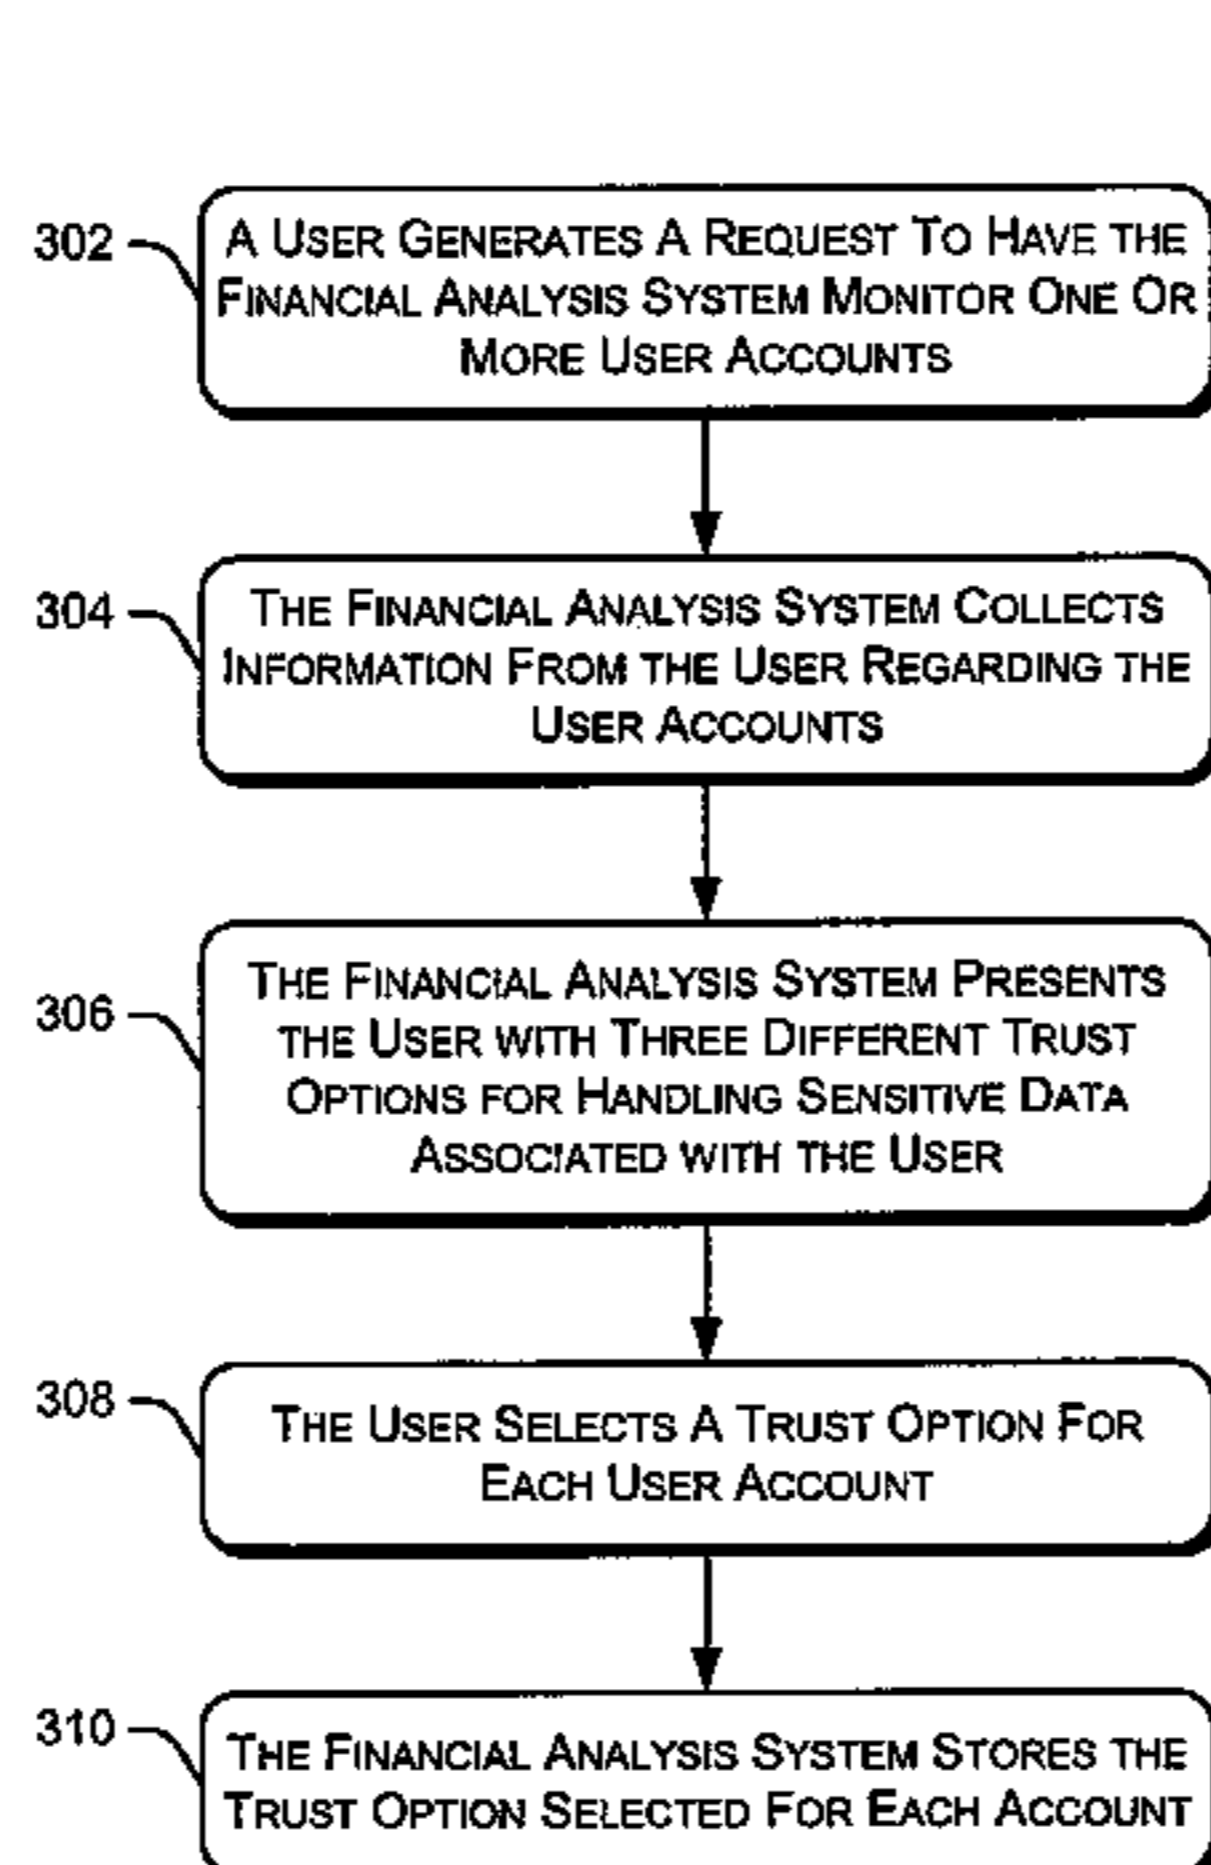 302
A USER GENERATES A REQUEST TO HAVE THE
FINANCIAL ANALYSIS SYSTEM MONITOR ONE OR
MORE USER ACCOUNTS
304
THE FINANCIAL ANALYSIS SYSTEM COLLECTS
INFORMATION FROM THE USER REGARDING THE
USER ACCOUNTS
306
THE FINANCIAL ANALYSIS SYSTEM PRESENTS
THE USER WITH THREE DIFFERENT TRUST
OPTIONS FOR HANDLING SENSITIVE DATA
ASSOCIATED WITH THE USER
308
THE USER SELECTS A TRUST OPTION FOR
EACH USER ACCOUNT
310
THE FINANCIAL ANALYSIS SYSTEM STORES THE
TRUST OPTION SELECTED FOR EACH ACCOUNT